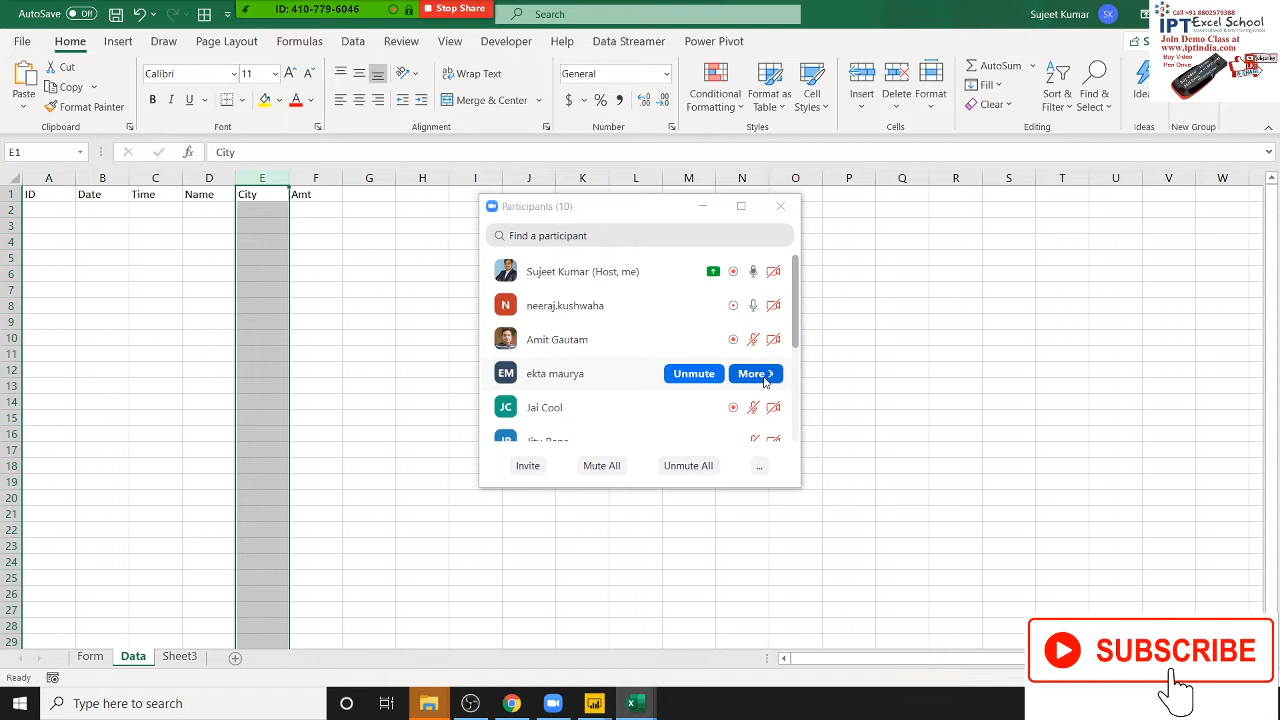 AutoSave Off
ID: 410-779-6046
Stop Share
Search
Sujeet Kumar SK
File Home Insert Draw Page Layout Formulas Data Review View Developer Help Data Streamer Power Pivot
Paste
Cut
Copy
Format Painter
Clipboard
Calibri 11
B I U
Font
Wrap Text
Merge & Center
Alignment
General
Number
Conditional Formatting
Format as Table
Cell Styles
Styles
Insert Delete Format
Cells
AutoSum
Fill
Clear
Sort & Filter
Find & Select
Editing
Ideas
Ideas
New Group
Call +91 8802579388
IPT Excel School
Join Demo Class at
www.iptindia.com
Buy Video
Pen Drive
E1 fx City
A B C D E F G H I J K L M N O P Q R S T U V W
1 ID Date Time Name City Amt
2
3
4
5
6
7
8
9
10
11
12
13
14
15
16
17
18
19
20
21
22
23
24
25
26
27
28
29
Participants (10)
Find a participant
Sujeet Kumar (Host, me)
N neeraj.kushwaha
Amit Gautam
EM ekta maurya Unmute More
JC Jai Cool
Invite Mute All Unmute All ...
Form Data Sheet3
Ready
SUBSCRIBE
Type here to search